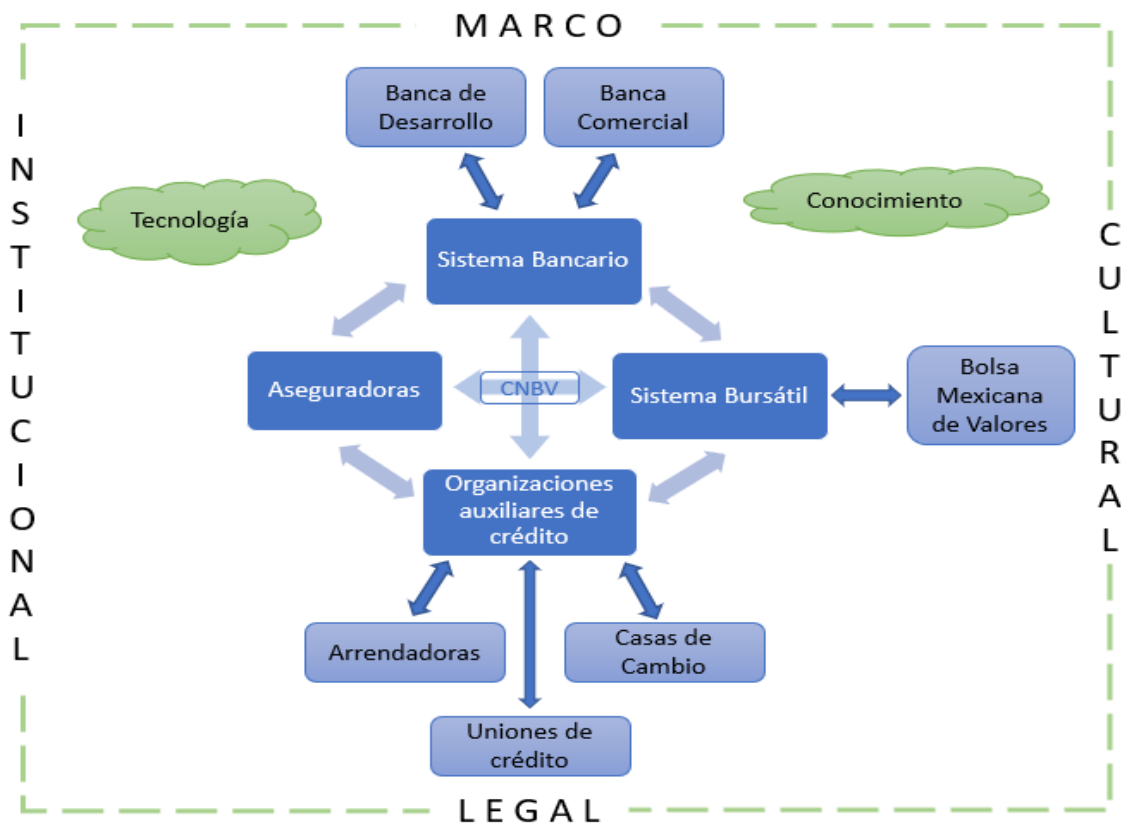 MARCO
INSTITUCIONAL
CULTURAL
LEGAL
Banca de
Desarrollo
Banca
Comercial
Tecnología
Conocimiento
Sistema Bancario
Aseguradoras
CNBV
Sistema Bursátil
Bolsa
Mexicana
de Valores
Organizaciones
auxiliares de
crédito
Arrendadoras
Casas de
Cambio
Uniones de
crédito